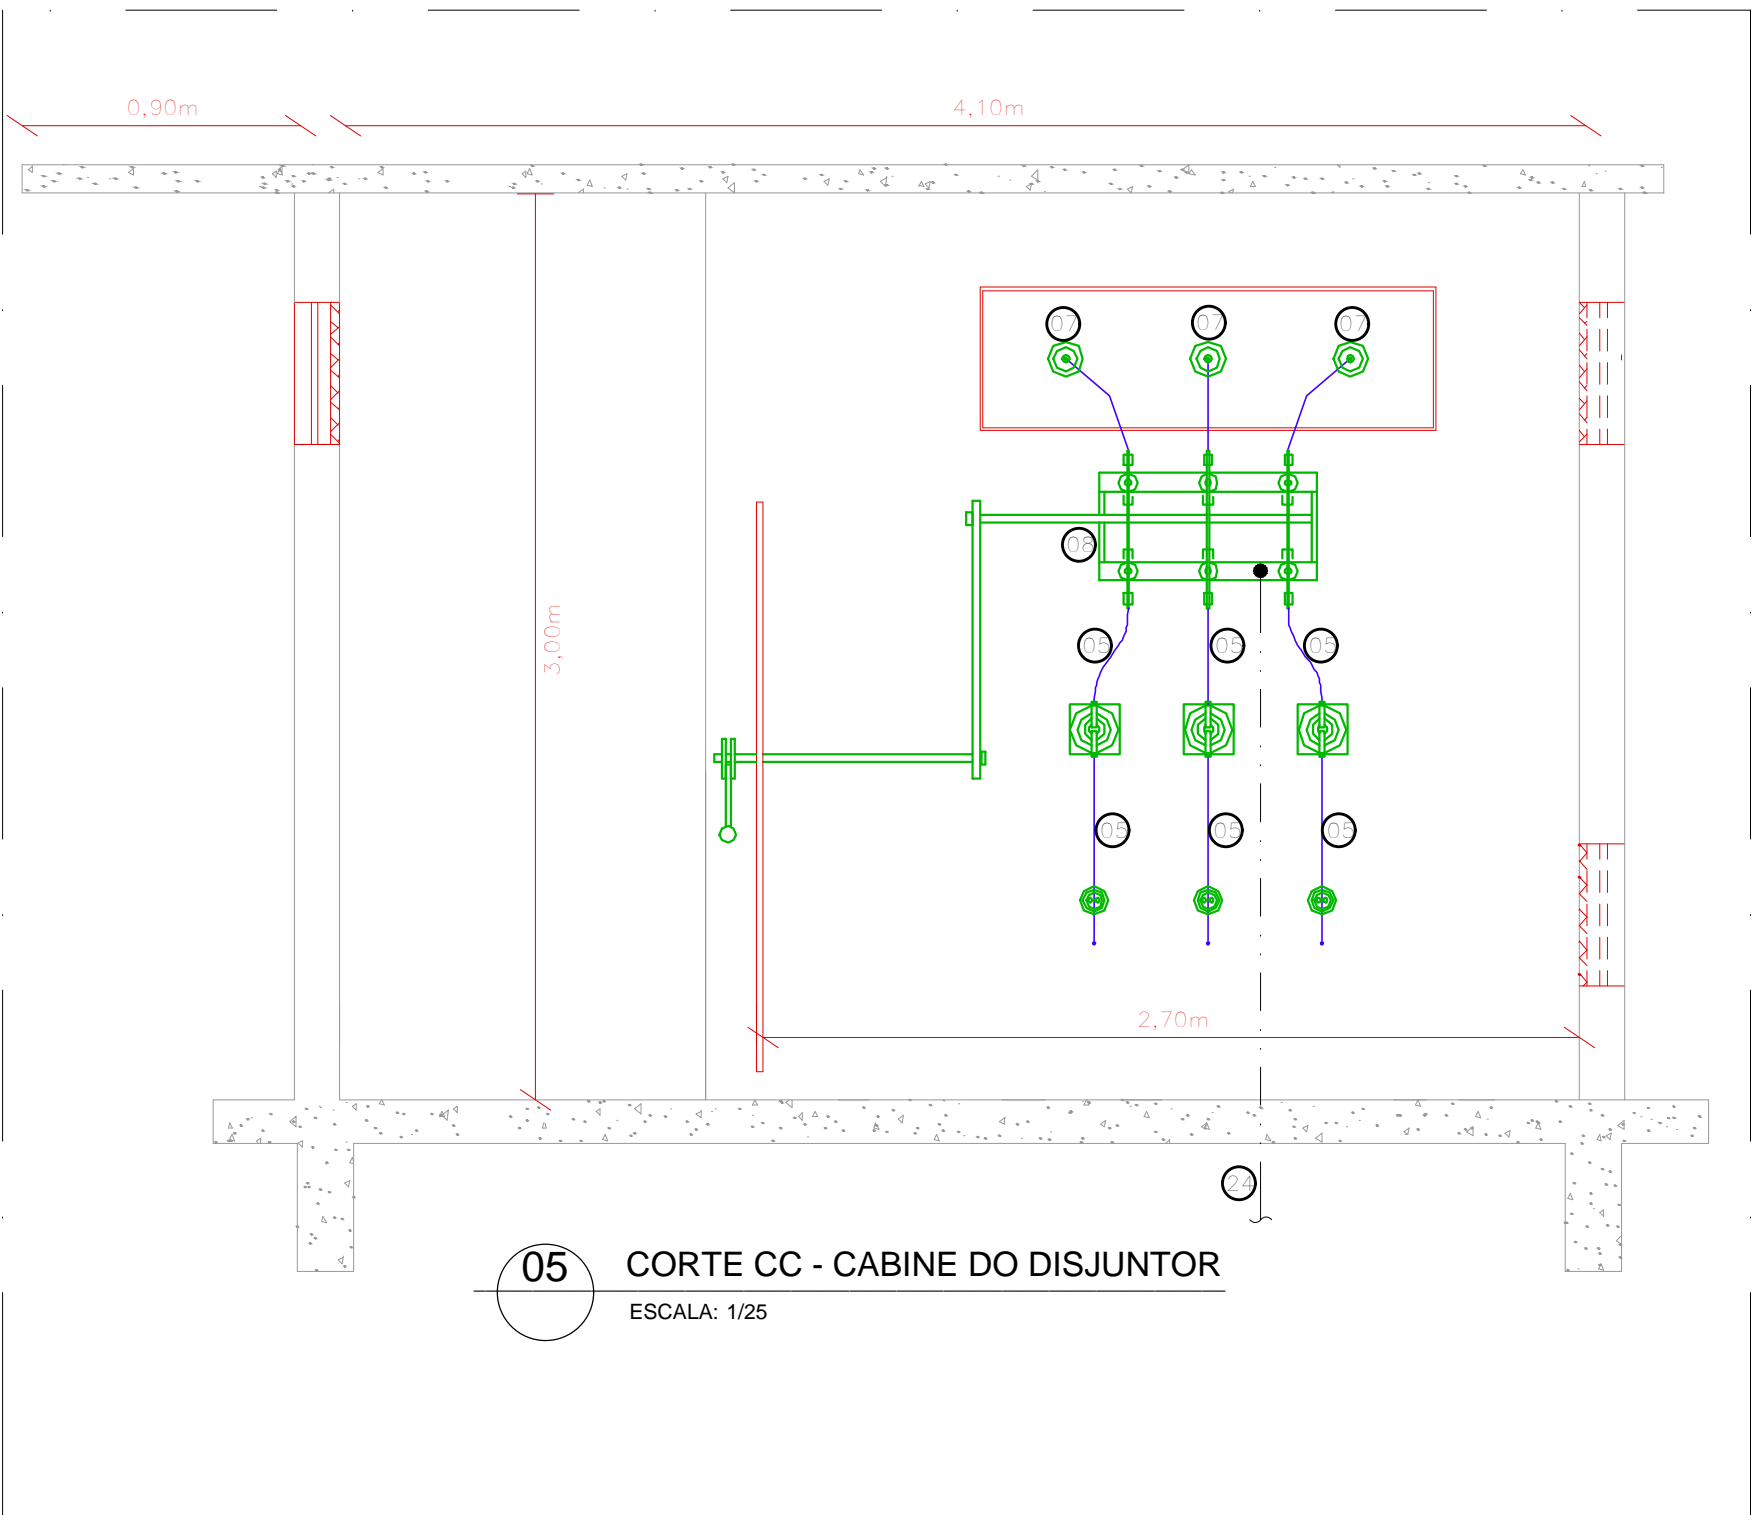 0,90m 4,10m
07 07 07
08
3,00m
05 05 05
05 05 05
2,70m
24
05 CORTE CC - CABINE DO DISJUNTOR
ESCALA: 1/25